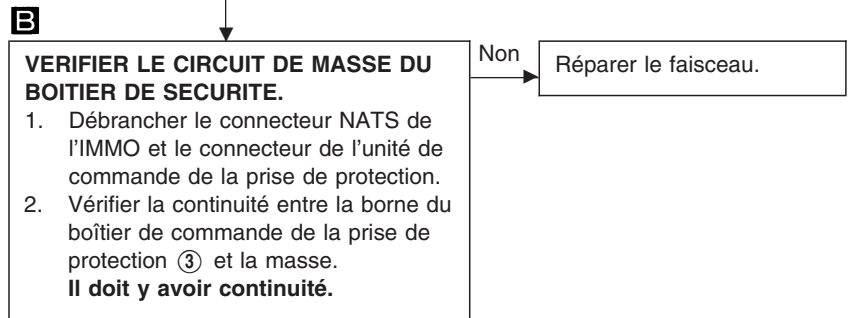 B
VERIFIER LE CIRCUIT DE MASSE DU
BOITIER DE SECURITE.
1. Débrancher le connecteur NATS de
l'IMMO et le connecteur de l'unité de
commande de la prise de protection.
2. Vérifier la continuité entre la borne du
boîtier de commande de la prise de
protection ③ et la masse.
Il doit y avoir continuité.
Non
Réparer le faisceau.